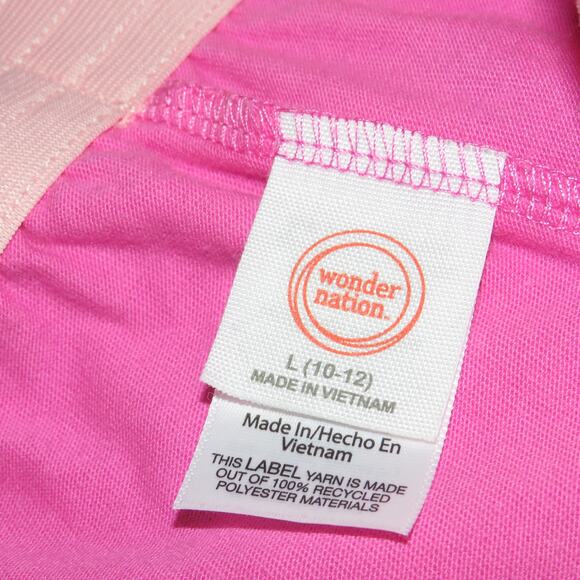 wonder
nation.
L (10-12)
MADE IN VIETNAM
Made In/Hecho En
Vietnam
THIS LABEL YARN IS MADE
OUT OF 100% RECYCLED
POLYESTER MATERIALS